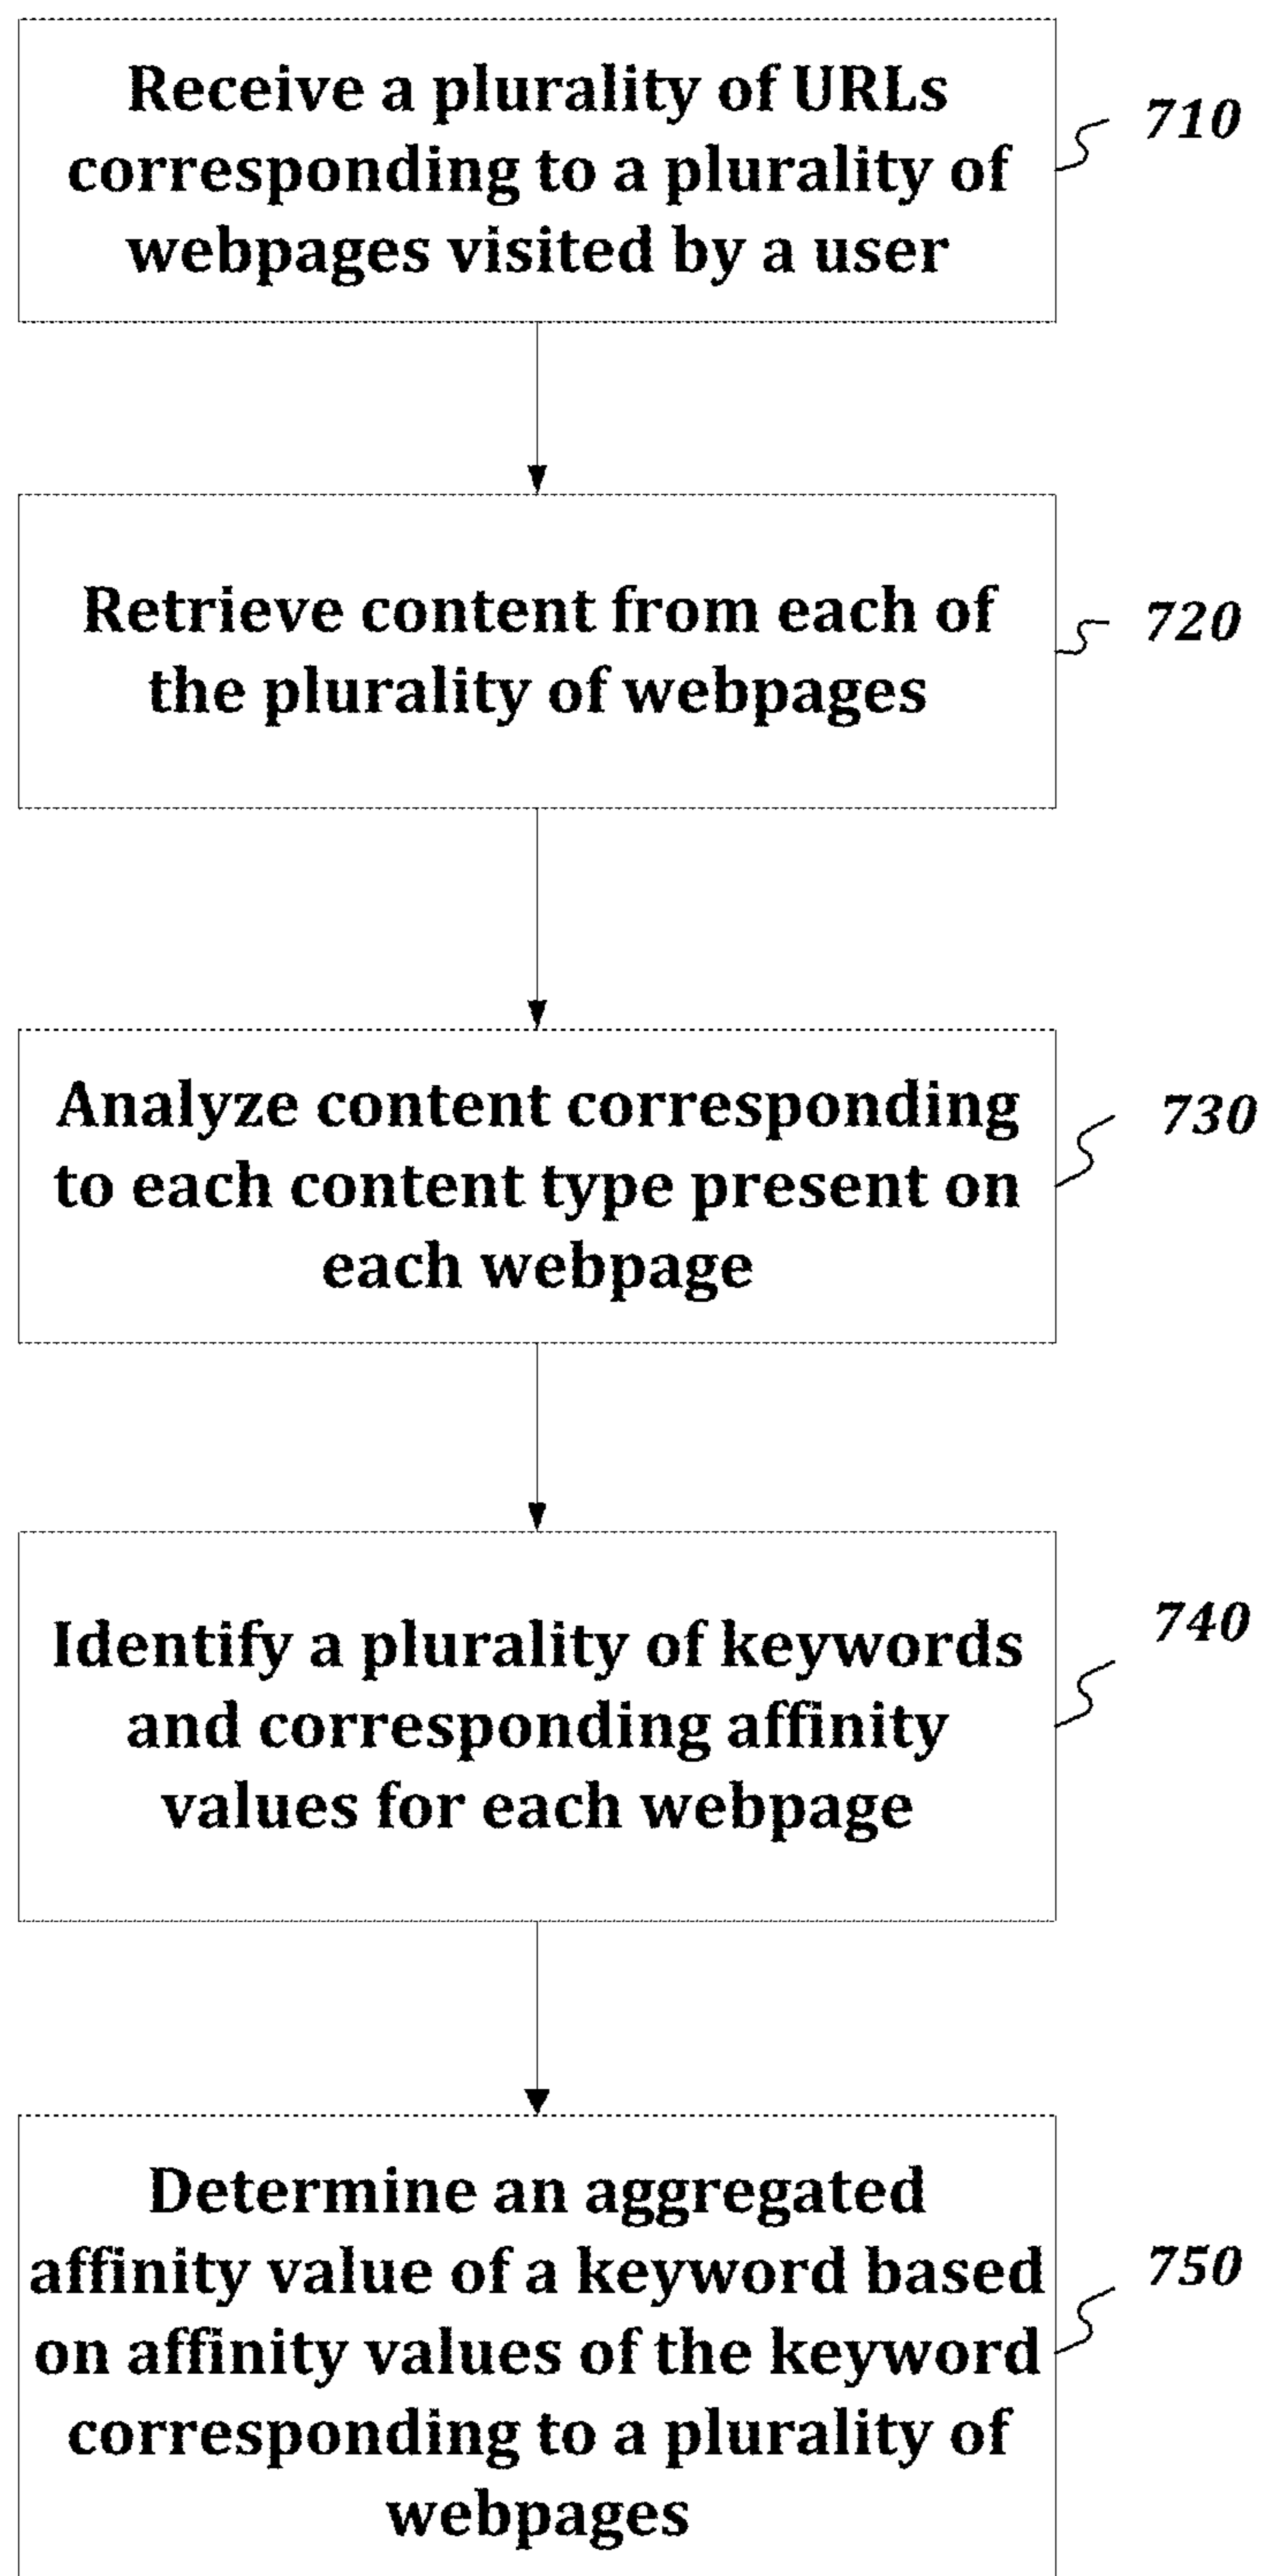 Receive a plurality of URLs
corresponding to a plurality of
webpages visited by a user
710
Retrieve content from each of
the plurality of webpages
720
Analyze content corresponding
to each content type present on
each webpage
730
Identify a plurality of keywords
and corresponding affinity
values for each webpage
740
Determine an aggregated
affinity value of a keyword based
on affinity values of the keyword
corresponding to a plurality of
webpages
750